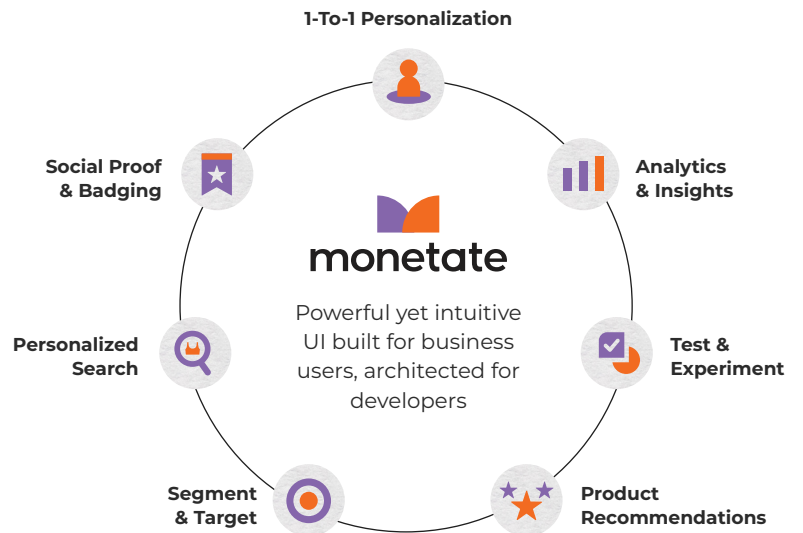 1-To-1 Personalization
Social Proof
& Badging
Analytics
& Insights
monetate
Powerful yet intuitive
UI built for business
users, architected for
developers
Personalized
Search
Test &
Experiment
Segment
& Target
Product
Recommendations